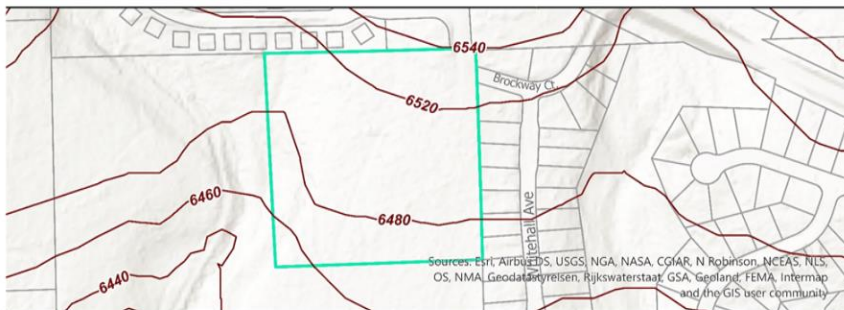 6540
Brockway Ct
6520
6460
6480
Whitehall Ave
6440
Sources: Esri, Airbus DS, USGS, NGA, NASA, CGIAR, N Robinson, NCEAS, NLS,
OS, NMA, Geodatastyrelsen, Rijkswaterstaat, GSA, Geoland, FEMA, Intermap
and the GIS user community